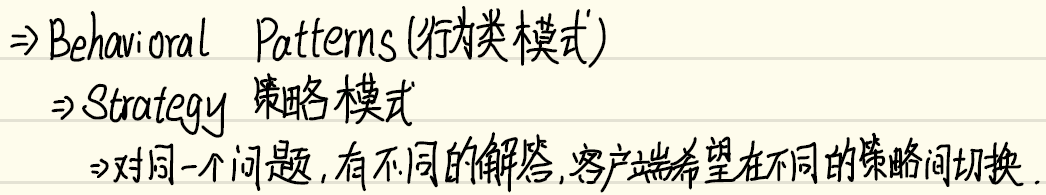 ⇒ Behavioral Patterns (行为类模式)
⇒ Strategy 策略模式
⇒对同一个问题,有不同的解答,客户端希望在不同的策略间切换.